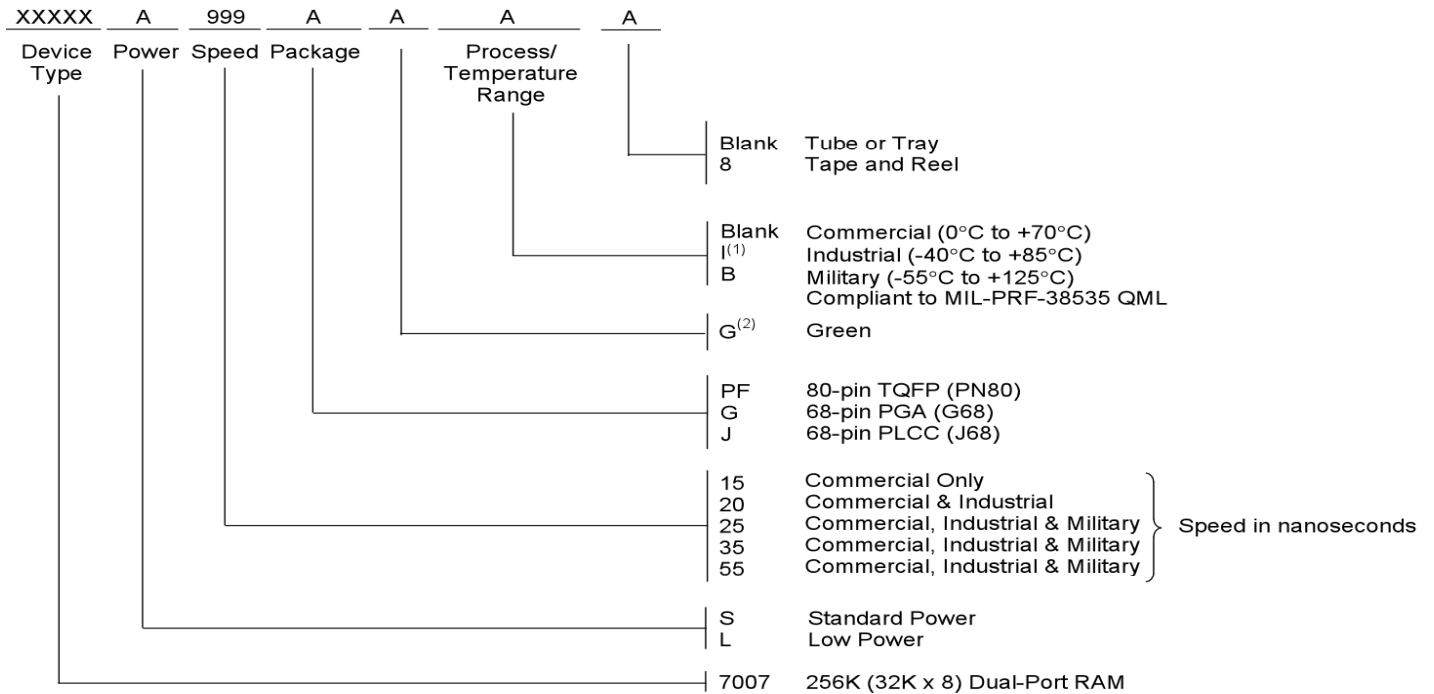 XXXXX A 999 A A A A
Device Type Power Speed Package Process/ Temperature Range
Blank Tube or Tray
8 Tape and Reel
Blank Commercial (0°C to +70°C)
I(1) Industrial (-40°C to +85°C)
B Military (-55°C to +125°C)
Compliant to MIL-PRF-38535 QML
G(2) Green
PF 80-pin TQFP (PN80)
G 68-pin PGA (G68)
J 68-pin PLCC (J68)
15 Commercial Only
20 Commercial & Industrial
25 Commercial, Industrial & Military
35 Commercial, Industrial & Military
55 Commercial, Industrial & Military
Speed in nanoseconds
S Standard Power
L Low Power
7007 256K (32K x 8) Dual-Port RAM